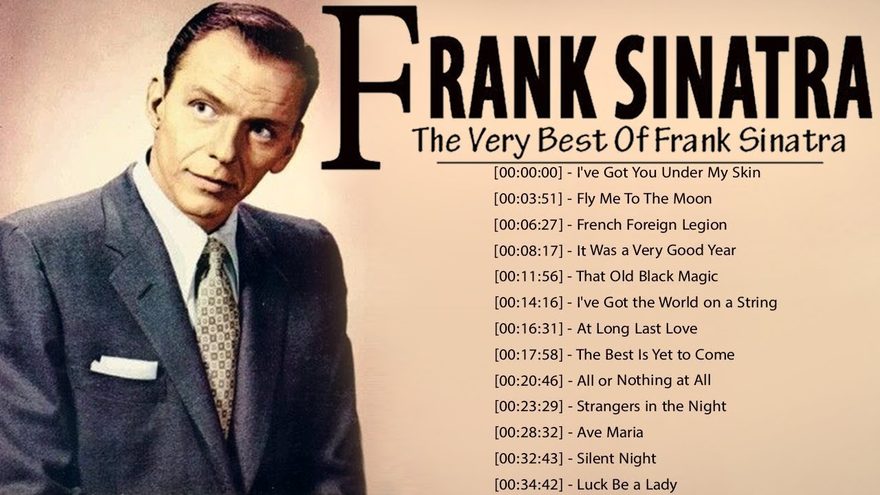 FRANK SINATRA
The Very Best Of Frank Sinatra
[00:00:00] - I've Got You Under My Skin
[00:03:51] - Fly Me To The Moon
[00:06:27] - French Foreign Legion
[00:08:17] - It Was a Very Good Year
[00:11:56] - That Old Black Magic
[00:14:16] - I've Got the World on a String
[00:16:31] - At Long Last Love
[00:17:58] - The Best Is Yet to Come
[00:20:46] - All or Nothing at All
[00:23:29] - Strangers in the Night
[00:28:32] - Ave Maria
[00:32:43] - Silent Night
[00:34:42] - Luck Be a Lady